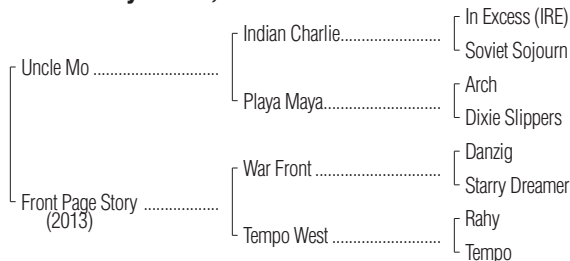 In Excess (IRE)
Indian Charlie
Soviet Sojourn
Uncle Mo
Arch
Playa Maya
Dixie Slippers
Danzig
War Front
Starry Dreamer
Front Page Story
(2013)
Rahy
Tempo West
Tempo